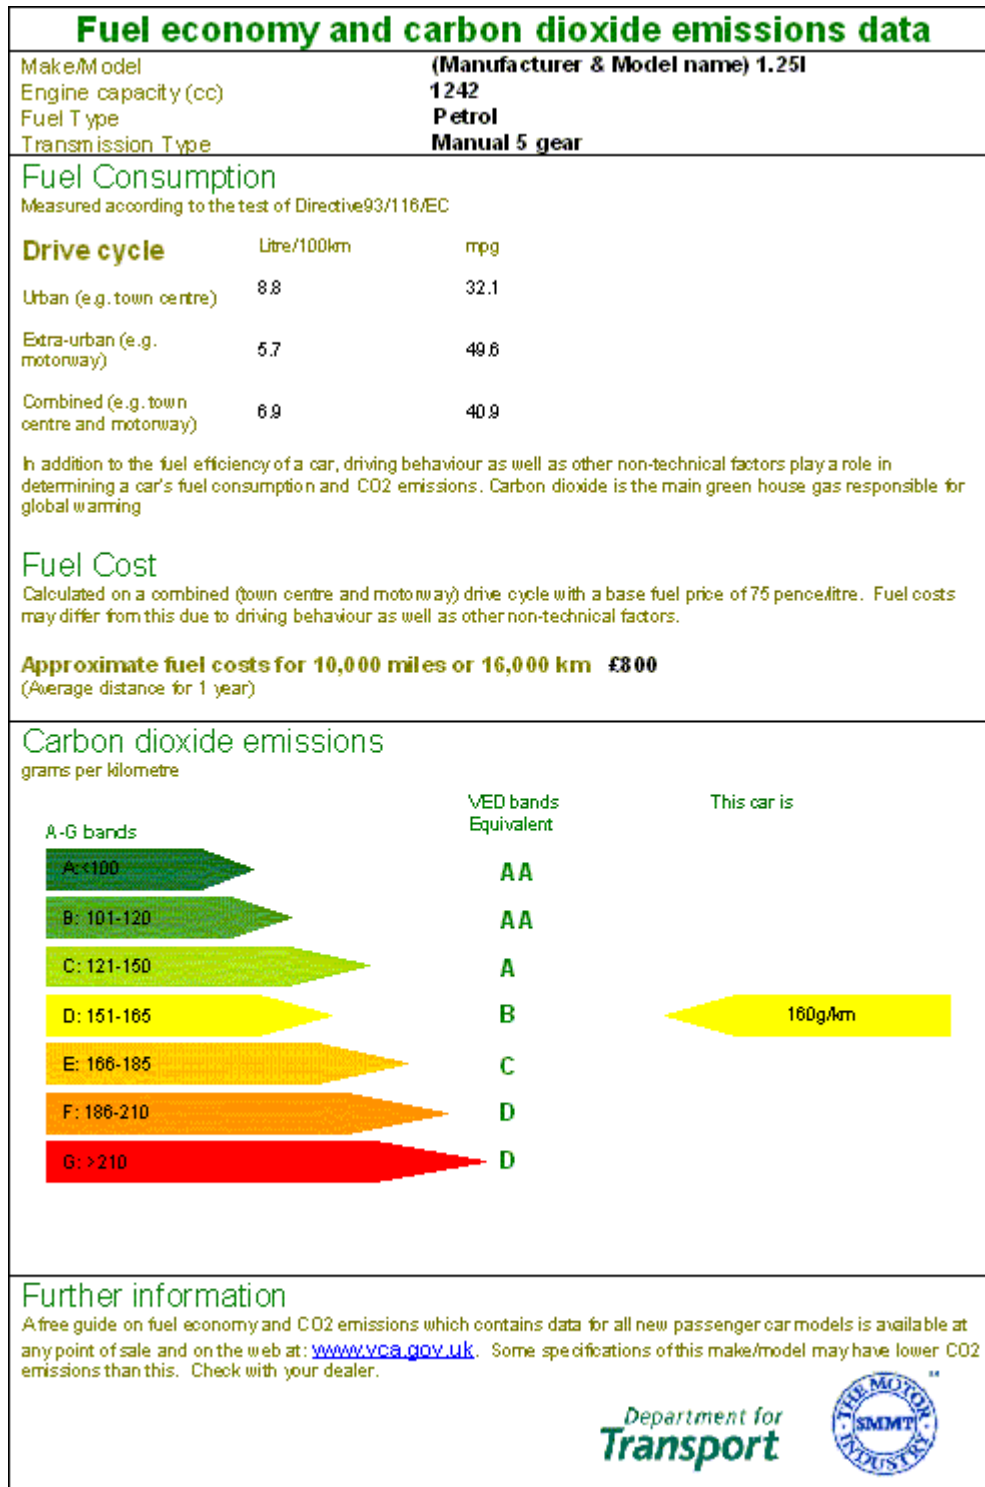 Fuel economy and carbon dioxide emissions data
Make/Model (Manufacturer & Model name) 1.25l
Engine capacity (cc) 1242
Fuel Type Petrol
Transmission Type Manual 5 gear
Fuel Consumption
Measured according to the test of Directive93/116/EC
Drive cycle Litre/100km mpg
Urban (e.g. town centre) 8.8 32.1
Extra-urban (e.g.
motorway) 5.7 49.6
Combined (e.g. town
centre and motorway) 6.9 40.9
In addition to the fuel efficiency of a car, driving behaviour as well as other non-technical factors play a role in
determining a car's fuel consumption and CO2 emissions. Carbon dioxide is the main green house gas responsible for
global warming
Fuel Cost
Calculated on a combined (town centre and motorway) drive cycle with a base fuel price of 75 pence/litre. Fuel costs
may differ from this due to driving behaviour as well as other non-technical factors.
Approximate fuel costs for 10,000 miles or 16,000 km £800
(Average distance for 1 year)
Carbon dioxide emissions
grams per kilometre
A-G bands VED bands This car is
Equivalent
A:<100 AA
B: 101-120 AA
C: 121-150 A
D: 151-165 B 160g/km
E: 166-185 C
F: 186-210 D
G: >210 D
Further information
A free guide on fuel economy and CO2 emissions which contains data for all new passenger car models is available at
any point of sale and on the web at: www.vca.gov.uk. Some specifications of this make/model may have lower CO2
emissions than this. Check with your dealer.
Department for
Transport
THE MOTOR
SMMT
INDUSTRY